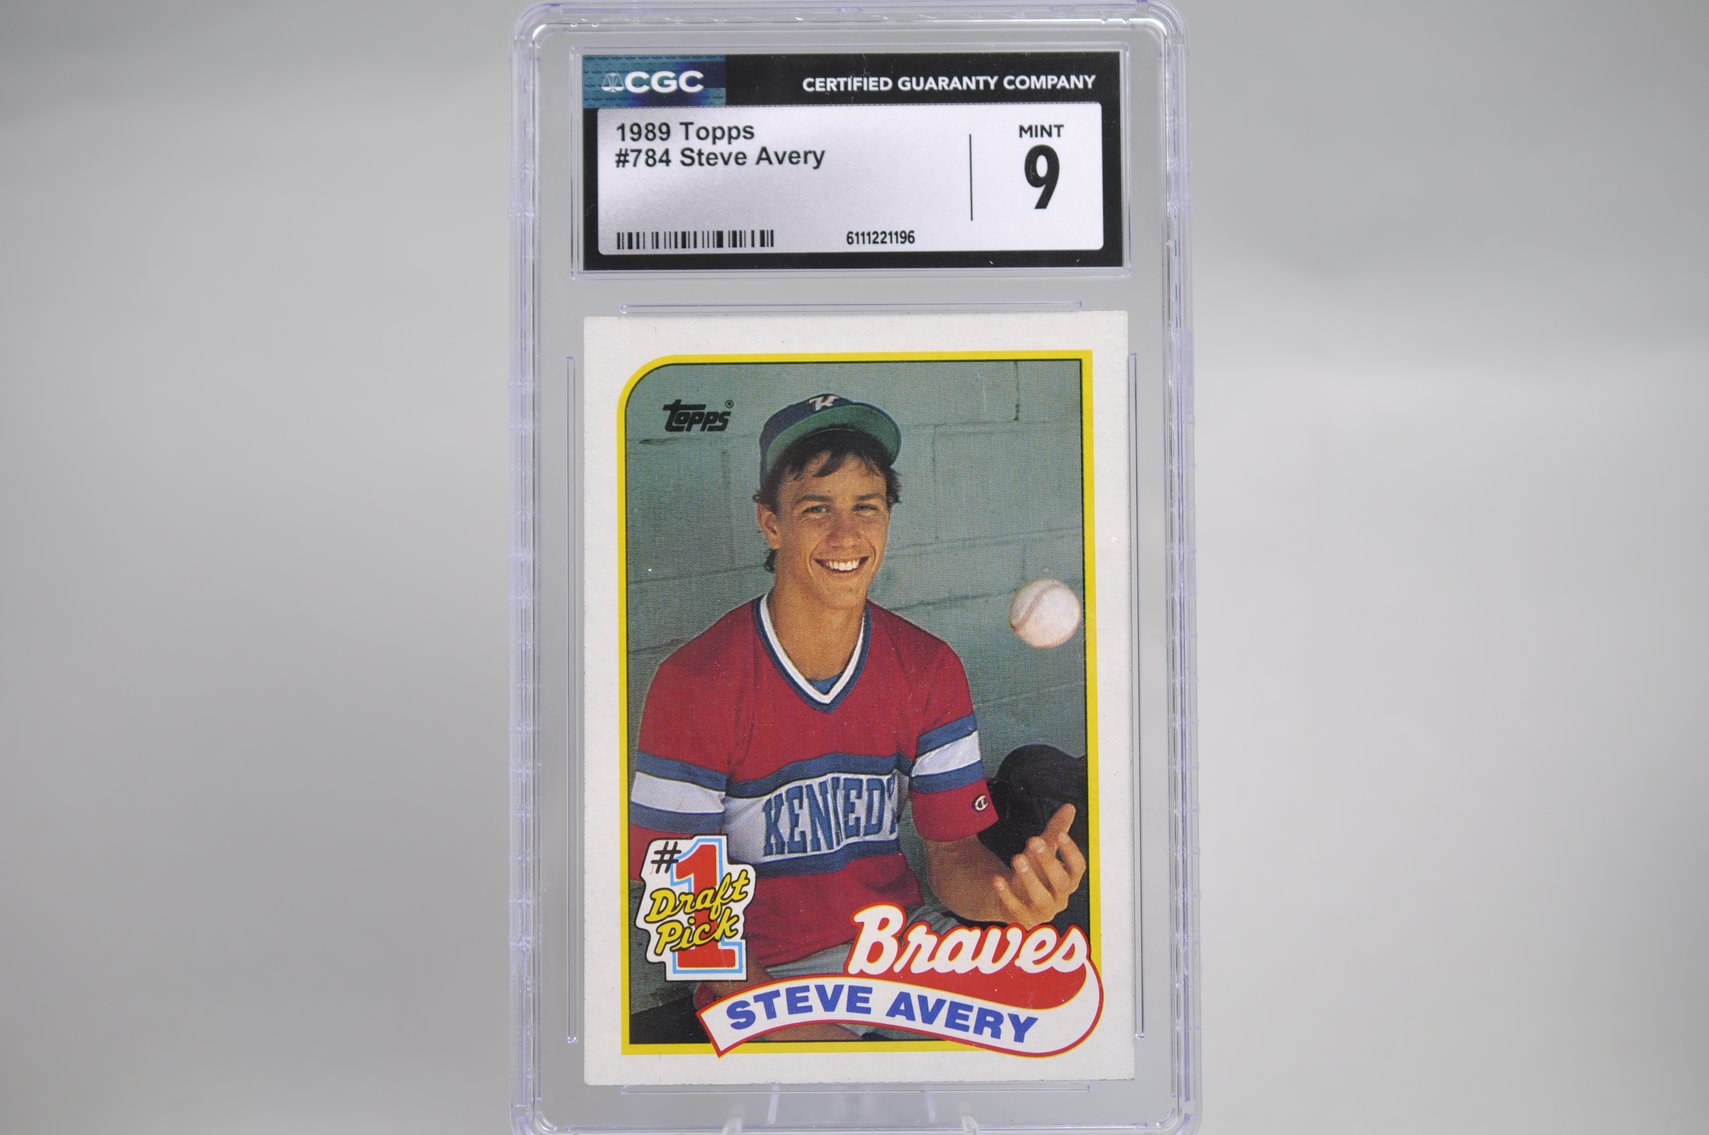 CGC
CERTIFIED GUARANTY COMPANY
1989 Topps
#784 Steve Avery
MINT
9
6111221196
TOPPS®
K
KENNEDY
C
#1
Draft
Pick
Braves
STEVE AVERY